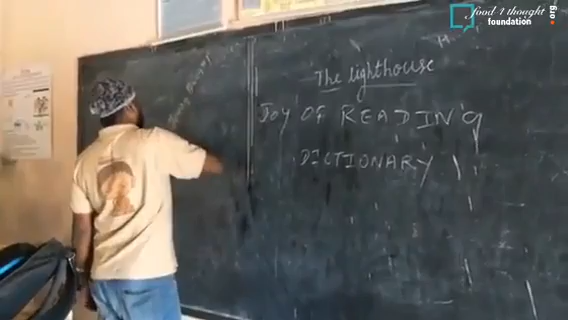 food 4 thought
foundation .org
The lighthouse
JOY OF READING
DICTIONARY